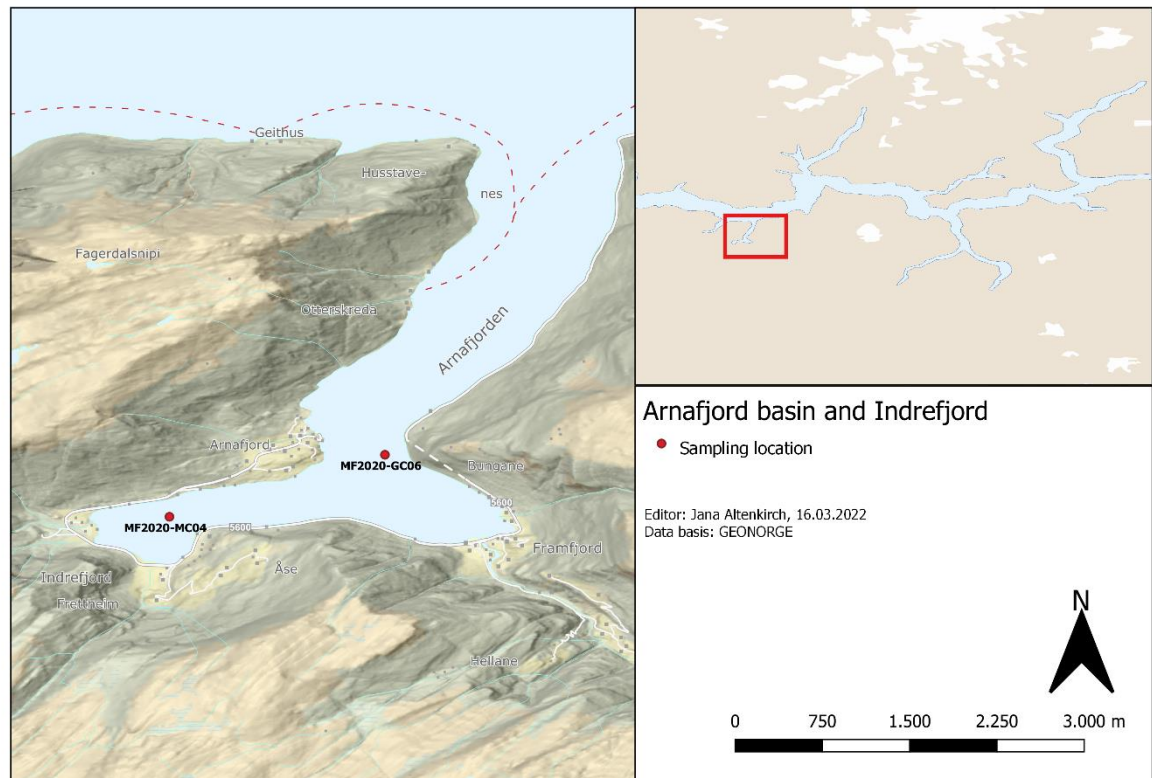 Geithus
Husstave-
nes
Fagerdalsnipi
Otterskreda
Arnafjorden
Arnafjord
MF2020-GC06
Bungane
5600
MF2020-MC04
5600
Framfjord
Åse
Indrefjord
Frettheim
Hellane
Arnafjord basin and Indrefjord
Sampling location
Editor: Jana Altenkirch, 16.03.2022
Data basis: GEONORGE
N
0 750 1.500 2.250 3.000 m